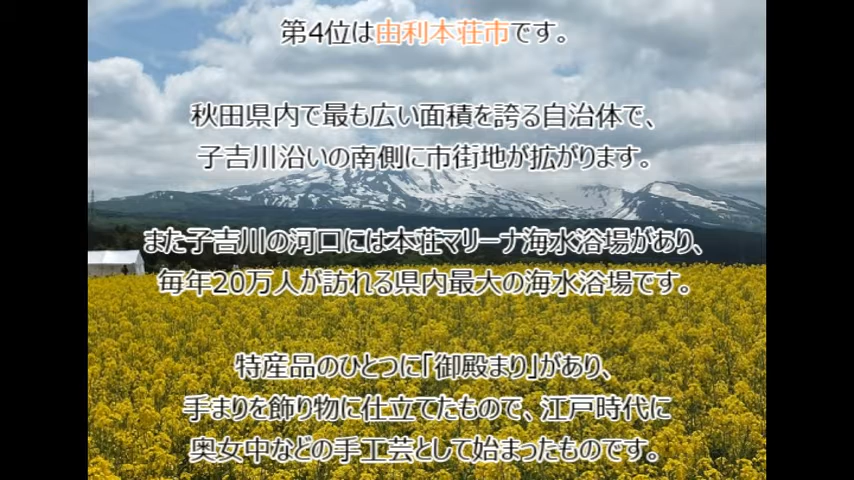 第4位は由利本荘市です。
秋田県内で最も広い面積を誇る自治体で、
子吉川沿いの南側に市街地が拡がります。
また子吉川の河口には本荘マリーナ海水浴場があり、
毎年20万人が訪れる県内最大の海水浴場です。
特産品のひとつに「御殿まり」があり、
手まりを飾り物に仕立てたもので、江戸時代に
奥女中などの手工芸として始まったものです。